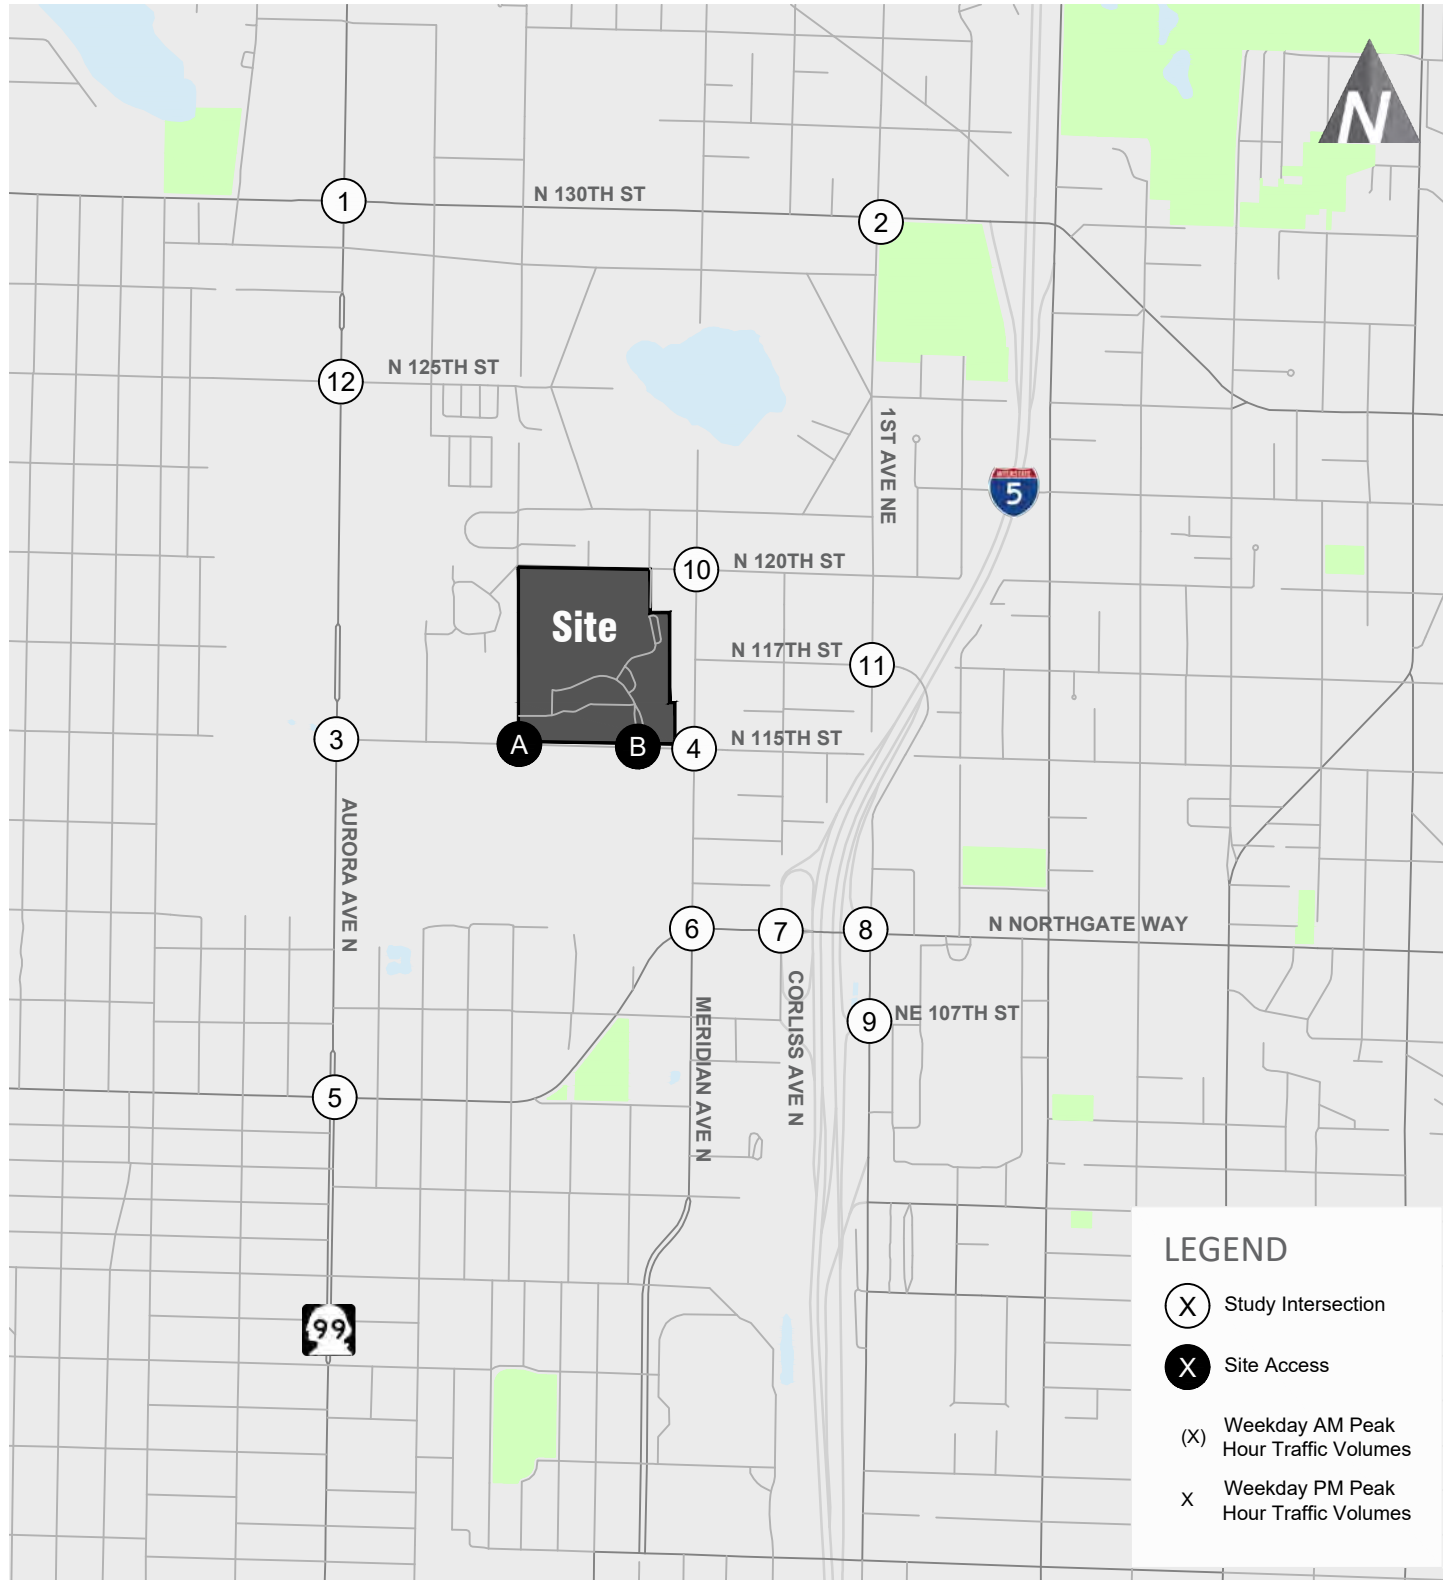 N
1
N 130TH ST
2
12
N 125TH ST
1ST AVE NE
INTERSTATE
5
10
N 120TH ST
Site
N 117TH ST
11
3
A
B
4
N 115TH ST
AURORA AVE N
6
7
8
N NORTHGATE WAY
MERIDIAN AVE N
CORLISS AVE N
9
NE 107TH ST
5
99
LEGEND
X
Study Intersection
X
Site Access
(X)
Weekday AM Peak
Hour Traffic Volumes
X
Weekday PM Peak
Hour Traffic Volumes